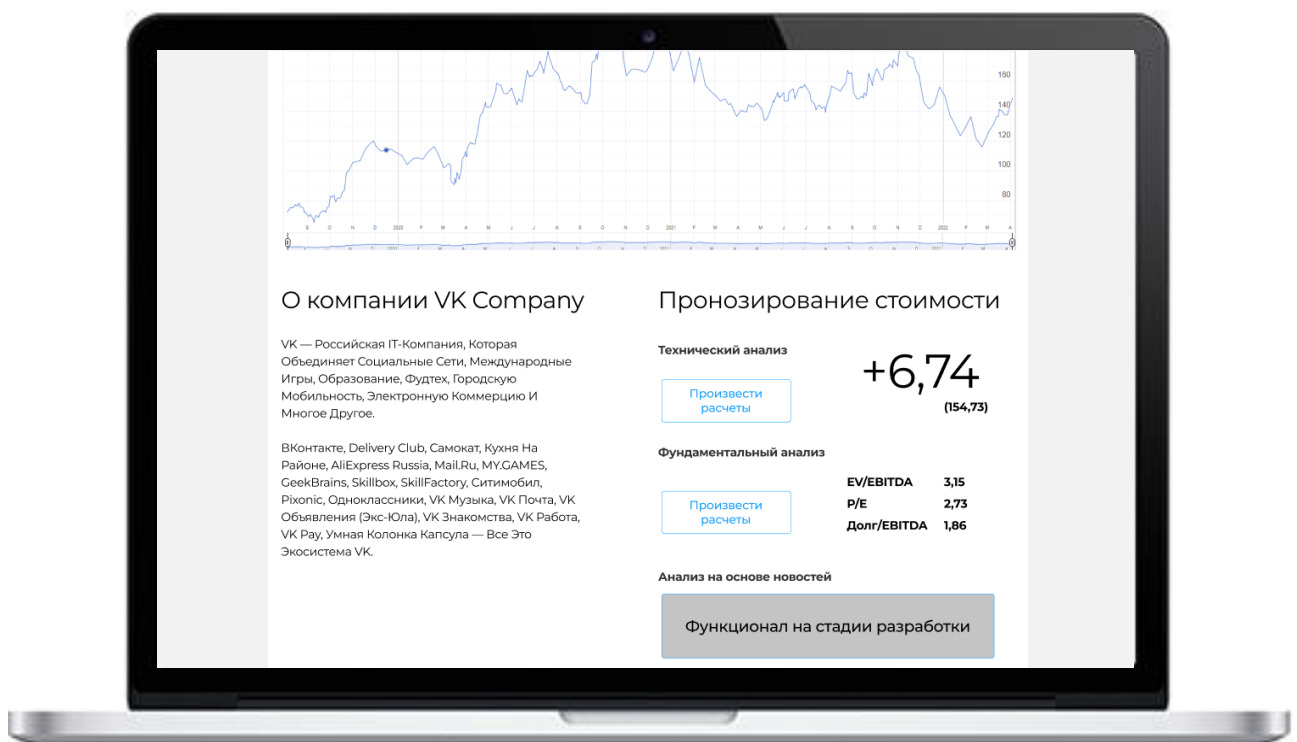 160
140
120
100
80
S O N D 2020 F M A M J J A S O N D 2021 F M A M J J A S O N D 2022 F M A
О компании VK Company
VK — Российская IT-Компания, Которая
Объединяет Социальные Сети, Международные
Игры, Образование, Фудтех, Городскую
Мобильность, Электронную Коммерцию И
Многое Другое.
ВКонтакте, Delivery Club, Самокат, Кухня На
Районе, AliExpress Russia, Mail.Ru, MY.GAMES,
GeekBrains, Skillbox, SkillFactory, Ситимобил,
Pixonic, Одноклассники, VK Музыка, VK Почта, VK
Объявления (Экс-Юла), VK Знакомства, VK Работа,
VK Pay, Умная Колонка Капсула — Все Это
Экосистема VK.
Пронозирование стоимости
Технический анализ
Произвести
расчеты
+6,74
(154,73)
Фундаментальный анализ
Произвести
расчеты
EV/EBITDA 3,15
P/E 2,73
Долг/EBITDA 1,86
Анализ на основе новостей
Функционал на стадии разработки